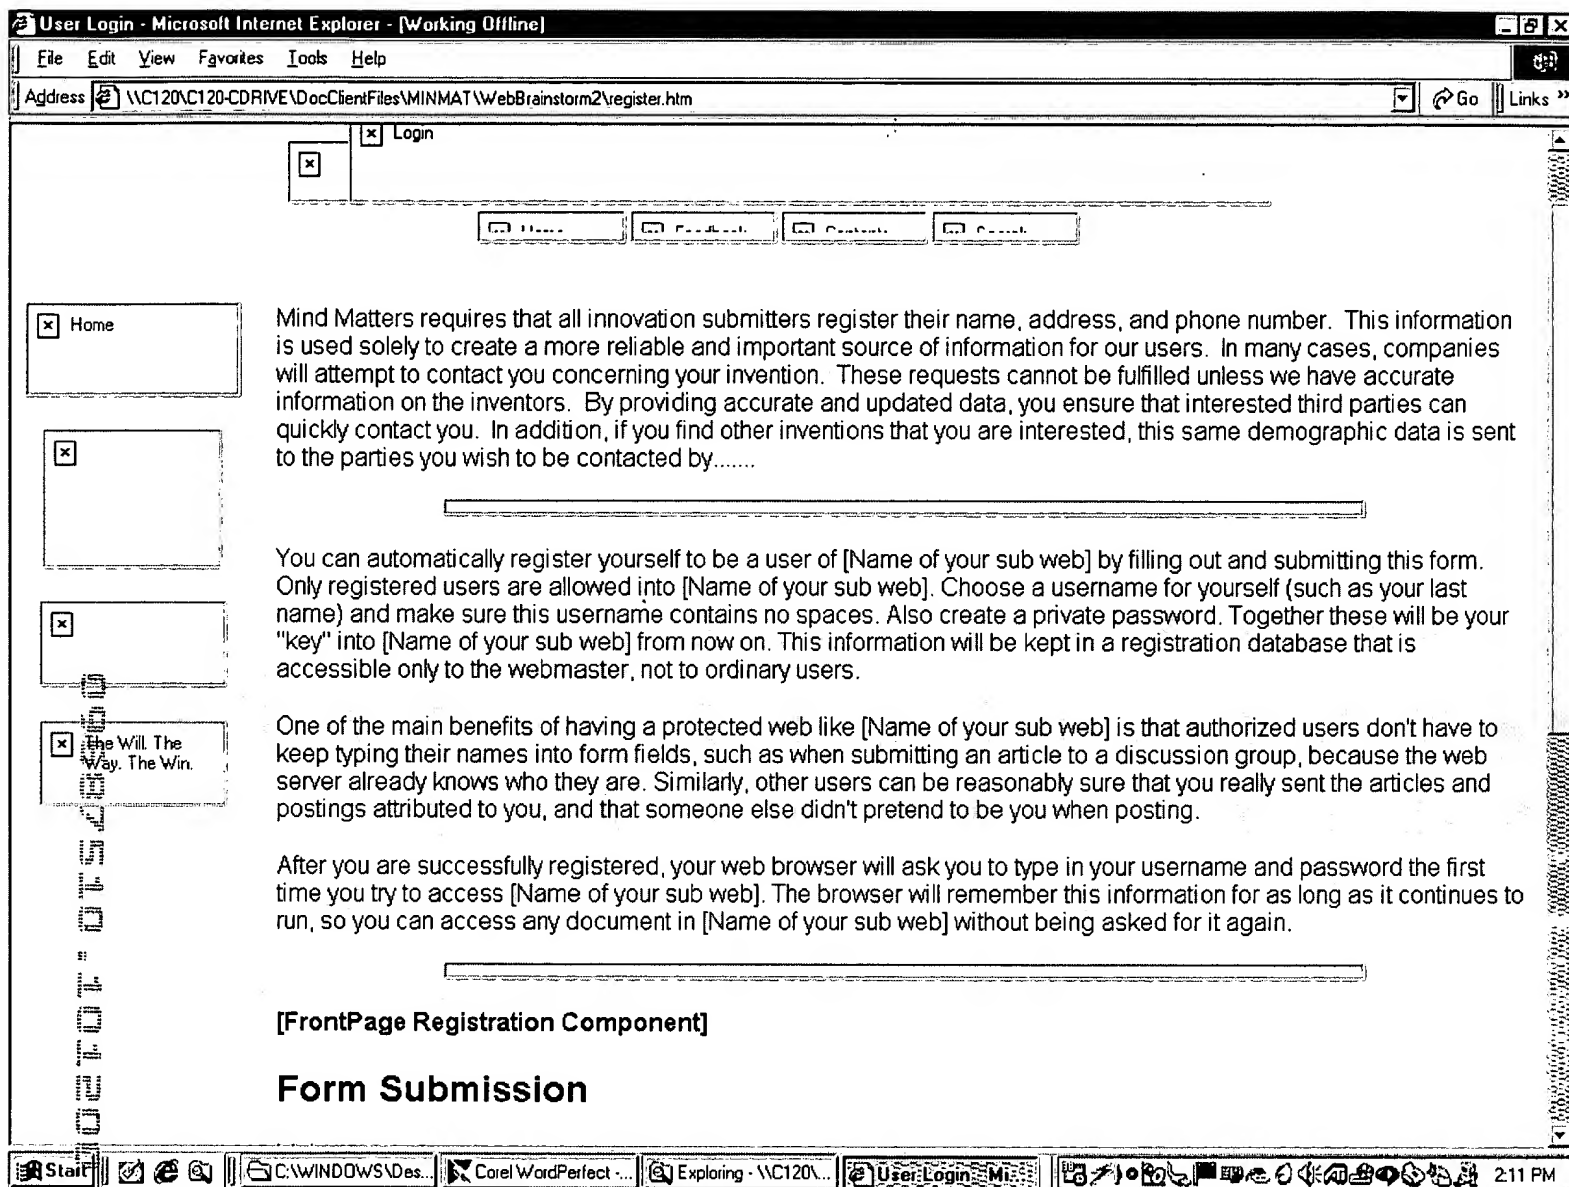 User Login - Microsoft Internet Explorer - [Working Offline]
File Edit View Favorites Tools Help
Address \\C120\C120-CDRIVE\DocClientFiles\MINMAT\WebBrainstorm2\register.htm Go Links »
Login
Home
Mind Matters requires that all innovation submitters register their name, address, and phone number. This information
is used solely to create a more reliable and important source of information for our users. In many cases, companies
will attempt to contact you concerning your invention. These requests cannot be fulfilled unless we have accurate
information on the inventors. By providing accurate and updated data, you ensure that interested third parties can
quickly contact you. In addition, if you find other inventions that you are interested, this same demographic data is sent
to the parties you wish to be contacted by.......
You can automatically register yourself to be a user of [Name of your sub web] by filling out and submitting this form.
Only registered users are allowed into [Name of your sub web]. Choose a username for yourself (such as your last
name) and make sure this username contains no spaces. Also create a private password. Together these will be your
"key" into [Name of your sub web] from now on. This information will be kept in a registration database that is
accessible only to the webmaster, not to ordinary users.
The Will. The
Way. The Win.
One of the main benefits of having a protected web like [Name of your sub web] is that authorized users don't have to
keep typing their names into form fields, such as when submitting an article to a discussion group, because the web
server already knows who they are. Similarly, other users can be reasonably sure that you really sent the articles and
postings attributed to you, and that someone else didn't pretend to be you when posting.
After you are successfully registered, your web browser will ask you to type in your username and password the first
time you try to access [Name of your sub web]. The browser will remember this information for as long as it continues to
run, so you can access any document in [Name of your sub web] without being asked for it again.
[FrontPage Registration Component]
Form Submission
Start C:\WINDOWS\Des... Corel WordPerfect -... Exploring - \\C120\... User Login - Mi... 2:11 PM